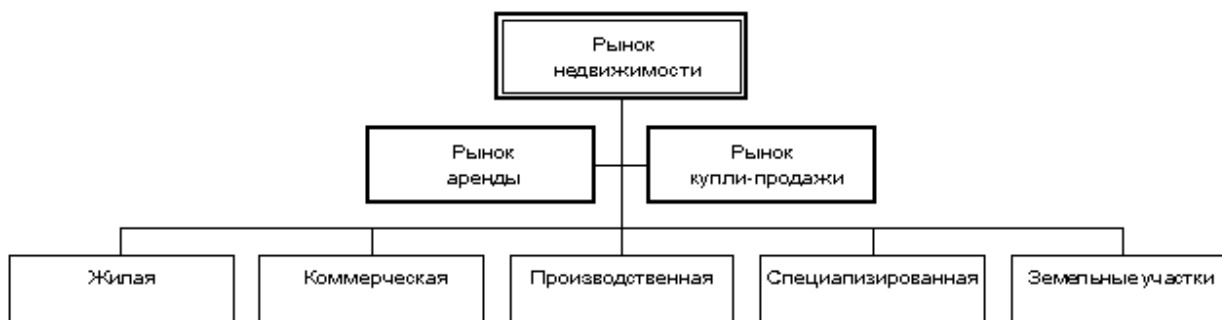 Рынок
недвижимости
Рынок
аренды
Рынок
купли-продажи
Жилая
Коммерческая
Производственная
Специализированная
Земельные участки